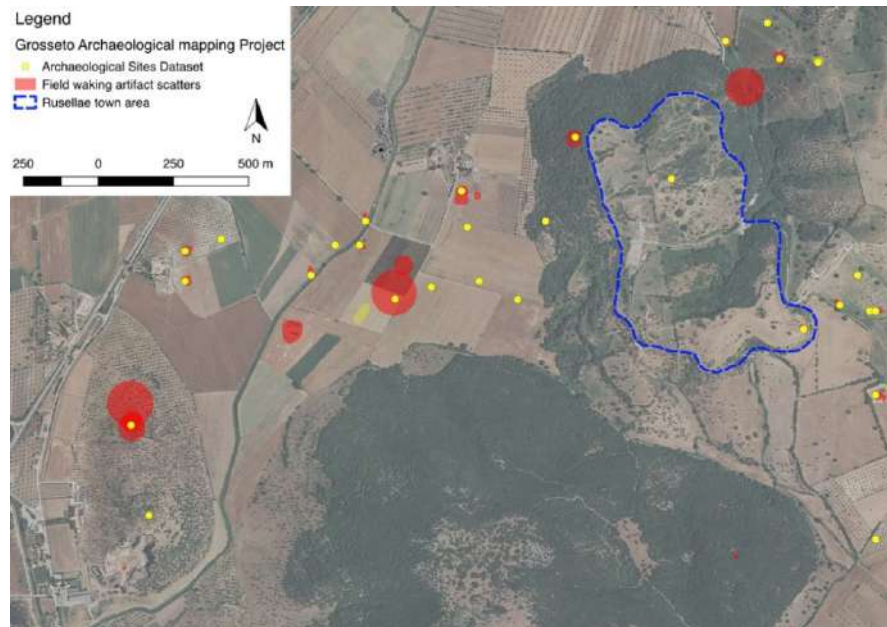 Legend
Grosseto Archaeological mapping Project
Archaeological Sites Dataset
Field waking artifact scatters
Rusellae town area
N
250 0 250 500 m